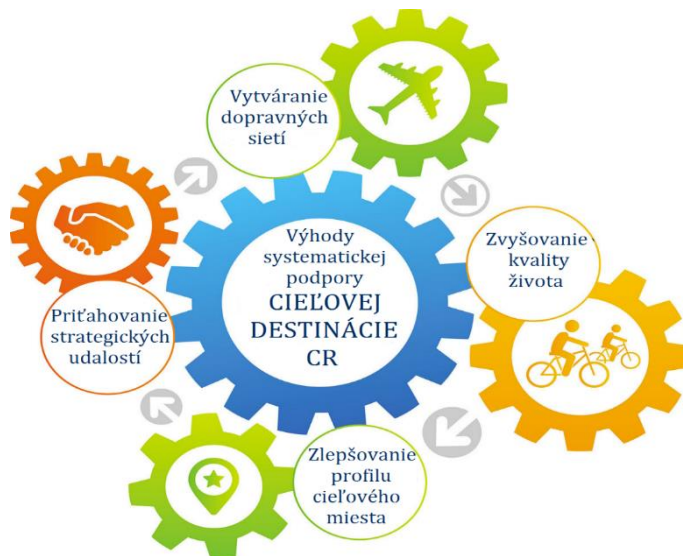 Vytváranie
dopravných
sietí
Zvyšovanie
kvality
života
Výhody
systematickej
podpory
CIEĽOVEJ
DESTINÁCIE
CR
Priťahovanie
strategických
udalostí
Zlepšovanie
profilu
cieľového
miesta